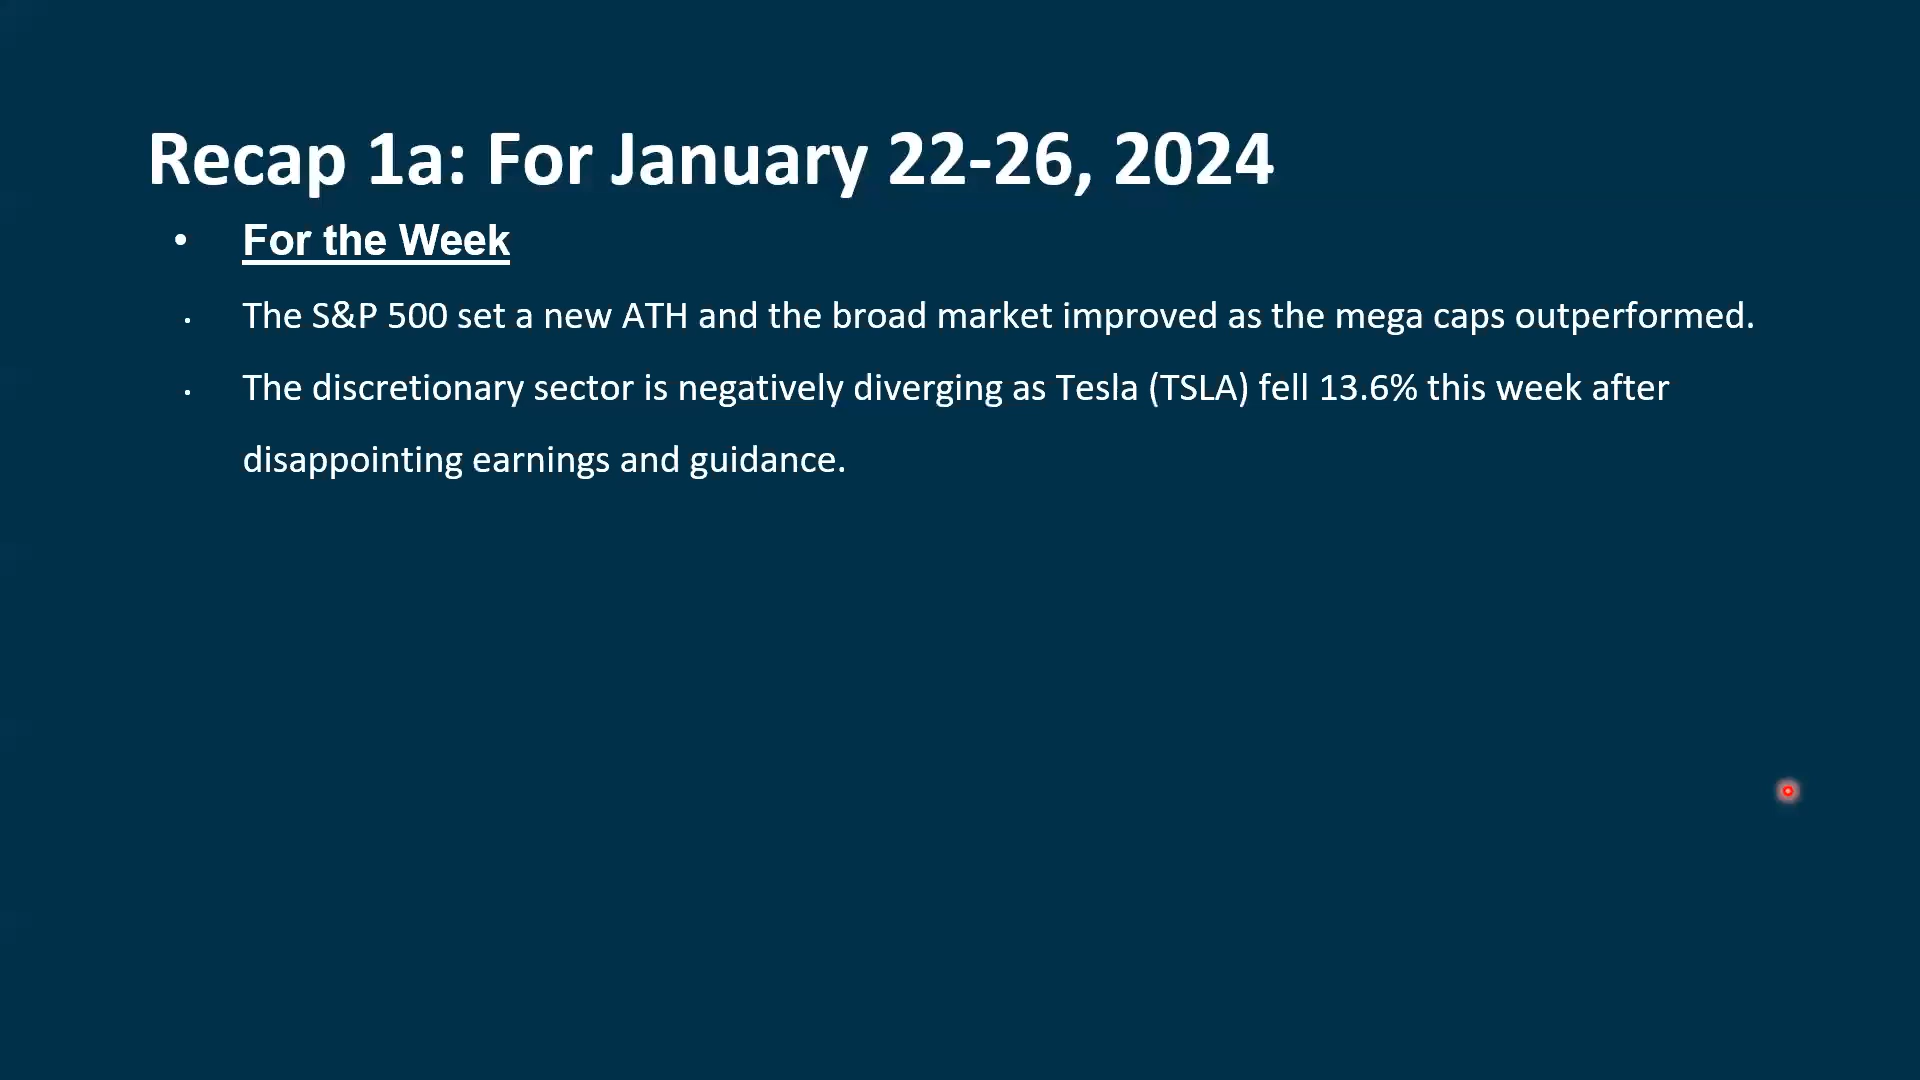 Recap 1a: For January 22-26, 2024
• For the Week
• The S&P 500 set a new ATH and the broad market improved as the mega caps outperformed.
• The discretionary sector is negatively diverging as Tesla (TSLA) fell 13.6% this week after
disappointing earnings and guidance.